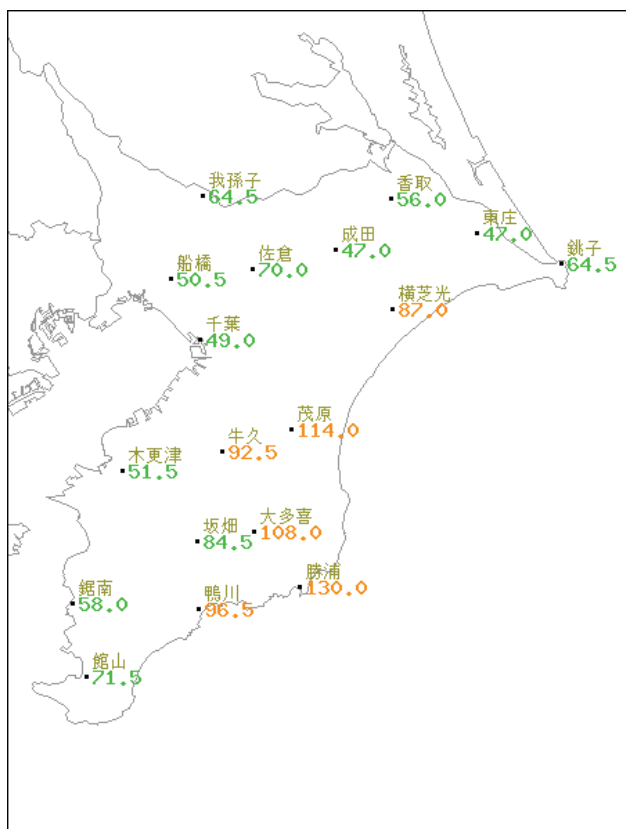 我孫子
64.5
香取
56.0
東庄
47.0
成田
47.0
銚子
64.5
佐倉
70.0
船橋
50.5
横芝光
87.0
千葉
49.0
茂原
114.0
牛久
92.5
木更津
51.5
大多喜
108.0
坂畑
84.5
勝浦
130.0
鋸南
58.0
鴨川
96.5
館山
71.5